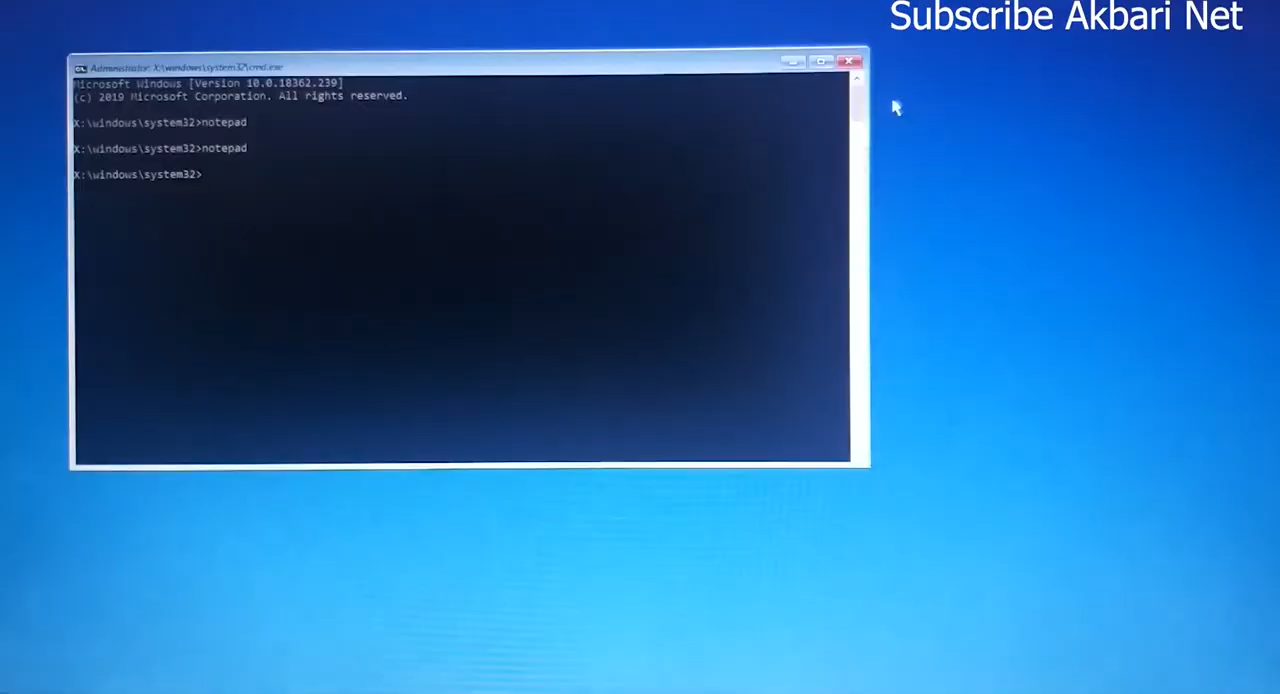 Subscribe Akbari Net
Administrator: X:\windows\system32\cmd.exe
Microsoft Windows [Version 10.0.18362.239]
(c) 2019 Microsoft Corporation. All rights reserved.
X:\windows\system32>notepad
X:\windows\system32>notepad
X:\windows\system32>